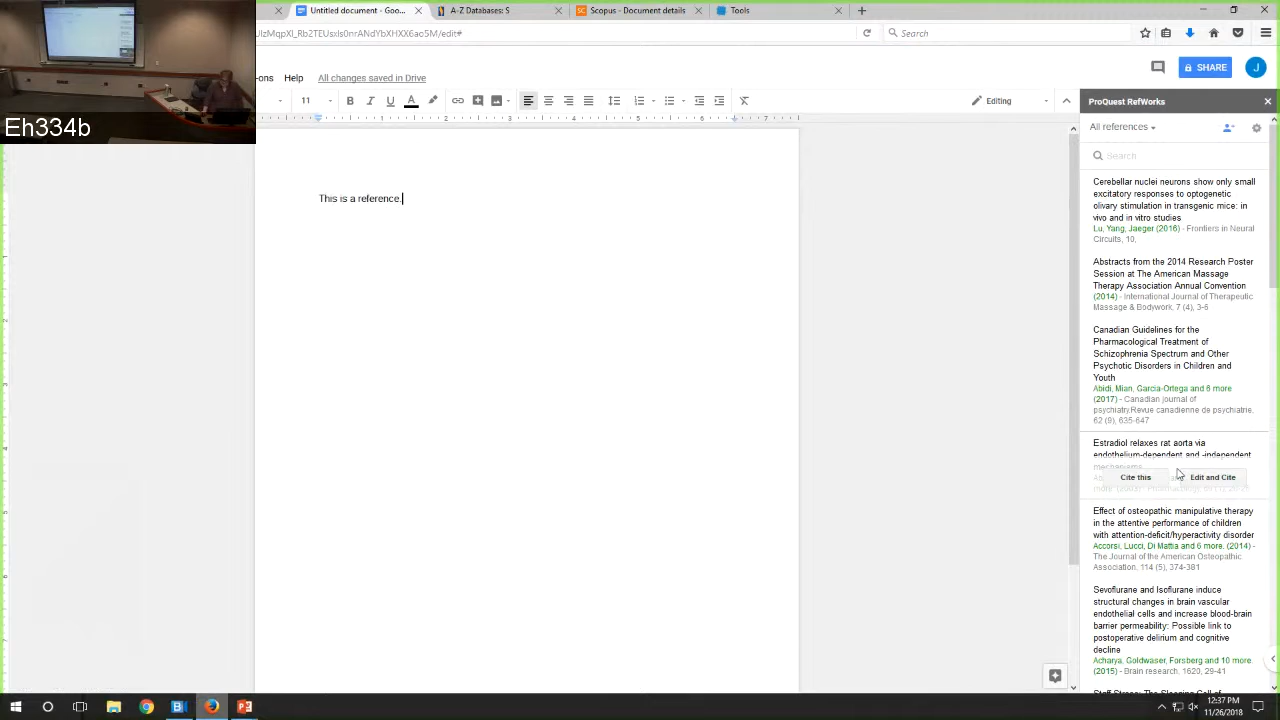 Untitled document - Goo...
A-Z Databases: S
Scopus - Document details
Tools
UlzMqpXl_Rb2TEUsxIs0nrANdYbXHXX6ao5M/edit#
Search
ons Help All changes saved in Drive
SHARE
J
11
Editing
Eh334b
ProQuest RefWorks
All references
Search
This is a reference.
Cerebellar nuclei neurons show only small
excitatory responses to optogenetic
olivary stimulation in transgenic mice: in
vivo and in vitro studies
Lu, Yang, Jaeger (2016) - Frontiers in Neural
Circuits, 10,
Abstracts from the 2014 Research Poster
Session at The American Massage
Therapy Association Annual Convention
(2014) - International Journal of Therapeutic
Massage & Bodywork, 7 (4), 3-6
Canadian Guidelines for the
Pharmacological Treatment of
Schizophrenia Spectrum and Other
Psychotic Disorders in Children and
Youth
Abidi, Mian, Garcia-Ortega and 6 more
(2017) - Canadian journal of
psychiatry.Revue canadienne de psychiatrie,
62 (9), 635-647
Estradiol relaxes rat aorta via
endothelium-dependent and -independent
mechanisms
Cite this
Edit and Cite
Effect of osteopathic manipulative therapy
in the attentive performance of children
with attention-deficit/hyperactivity disorder
Accorsi, Lucci, Di Mattia and 6 more. (2014) -
The Journal of the American Osteopathic
Association, 114 (5), 374-381
Sevoflurane and Isoflurane induce
structural changes in brain vascular
endothelial cells and increase blood-brain
barrier permeability: Possible link to
postoperative delirium and cognitive
decline
Acharya, Goldwaser, Forsberg and 10 more.
(2015) - Brain research, 1620, 29-41
12:37 PM
11/26/2018